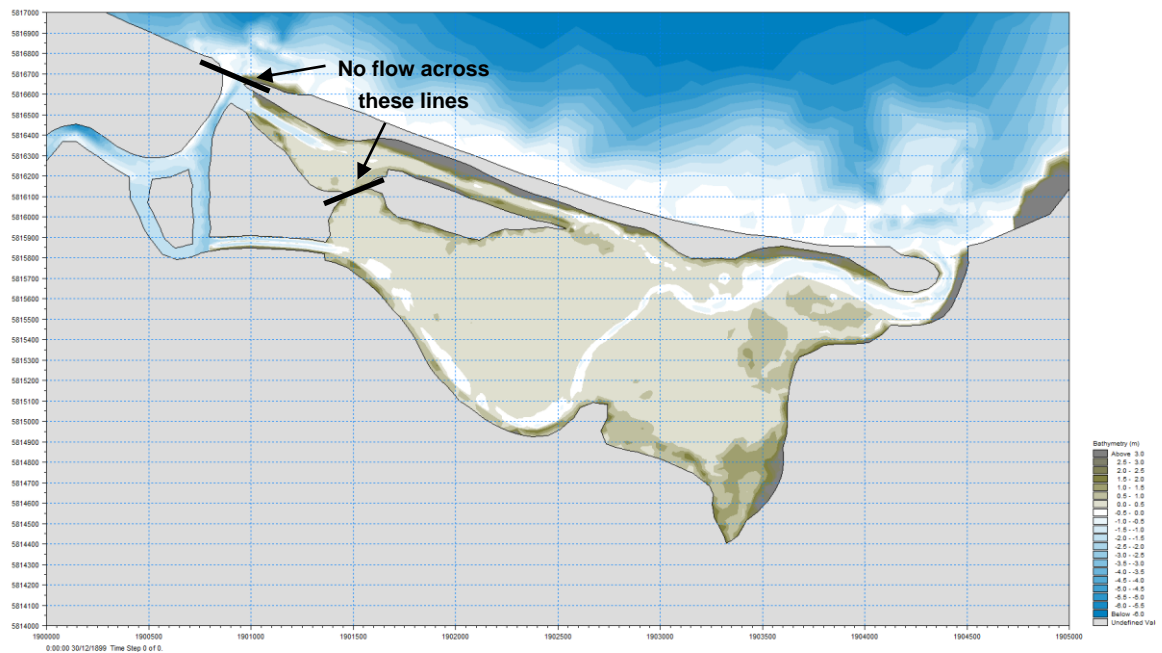 5817000
5816900
5816800
5816700
5816600
5816500
5816400
5816300
5816200
5816100
5816000
5815900
5815800
5815700
5815600
5815500
5815400
5815300
5815200
5815100
5815000
5814900
5814800
5814700
5814600
5814500
5814400
5814300
5814200
5814100
5814000
No flow across
these lines
1900000 1900500 1901000 1901500 1902000 1902500 1903000 1903500 1904000 1904500 1905000
0:00:00 30/12/1899 Time Step 0 of 0.
Bathymetry (m)
Above 3.0
2.5 - 3.0
2.0 - 2.5
1.5 - 2.0
1.0 - 1.5
0.5 - 1.0
0.0 - 0.5
-0.5 - 0.0
-1.0 - -0.5
-1.5 - -1.0
-2.0 - -1.5
-2.5 - -2.0
-3.0 - -2.5
-3.5 - -3.0
-4.0 - -3.5
-4.5 - -4.0
-5.0 - -4.5
-5.5 - -5.0
-6.0 - -5.5
Below -6.0
Undefined Val